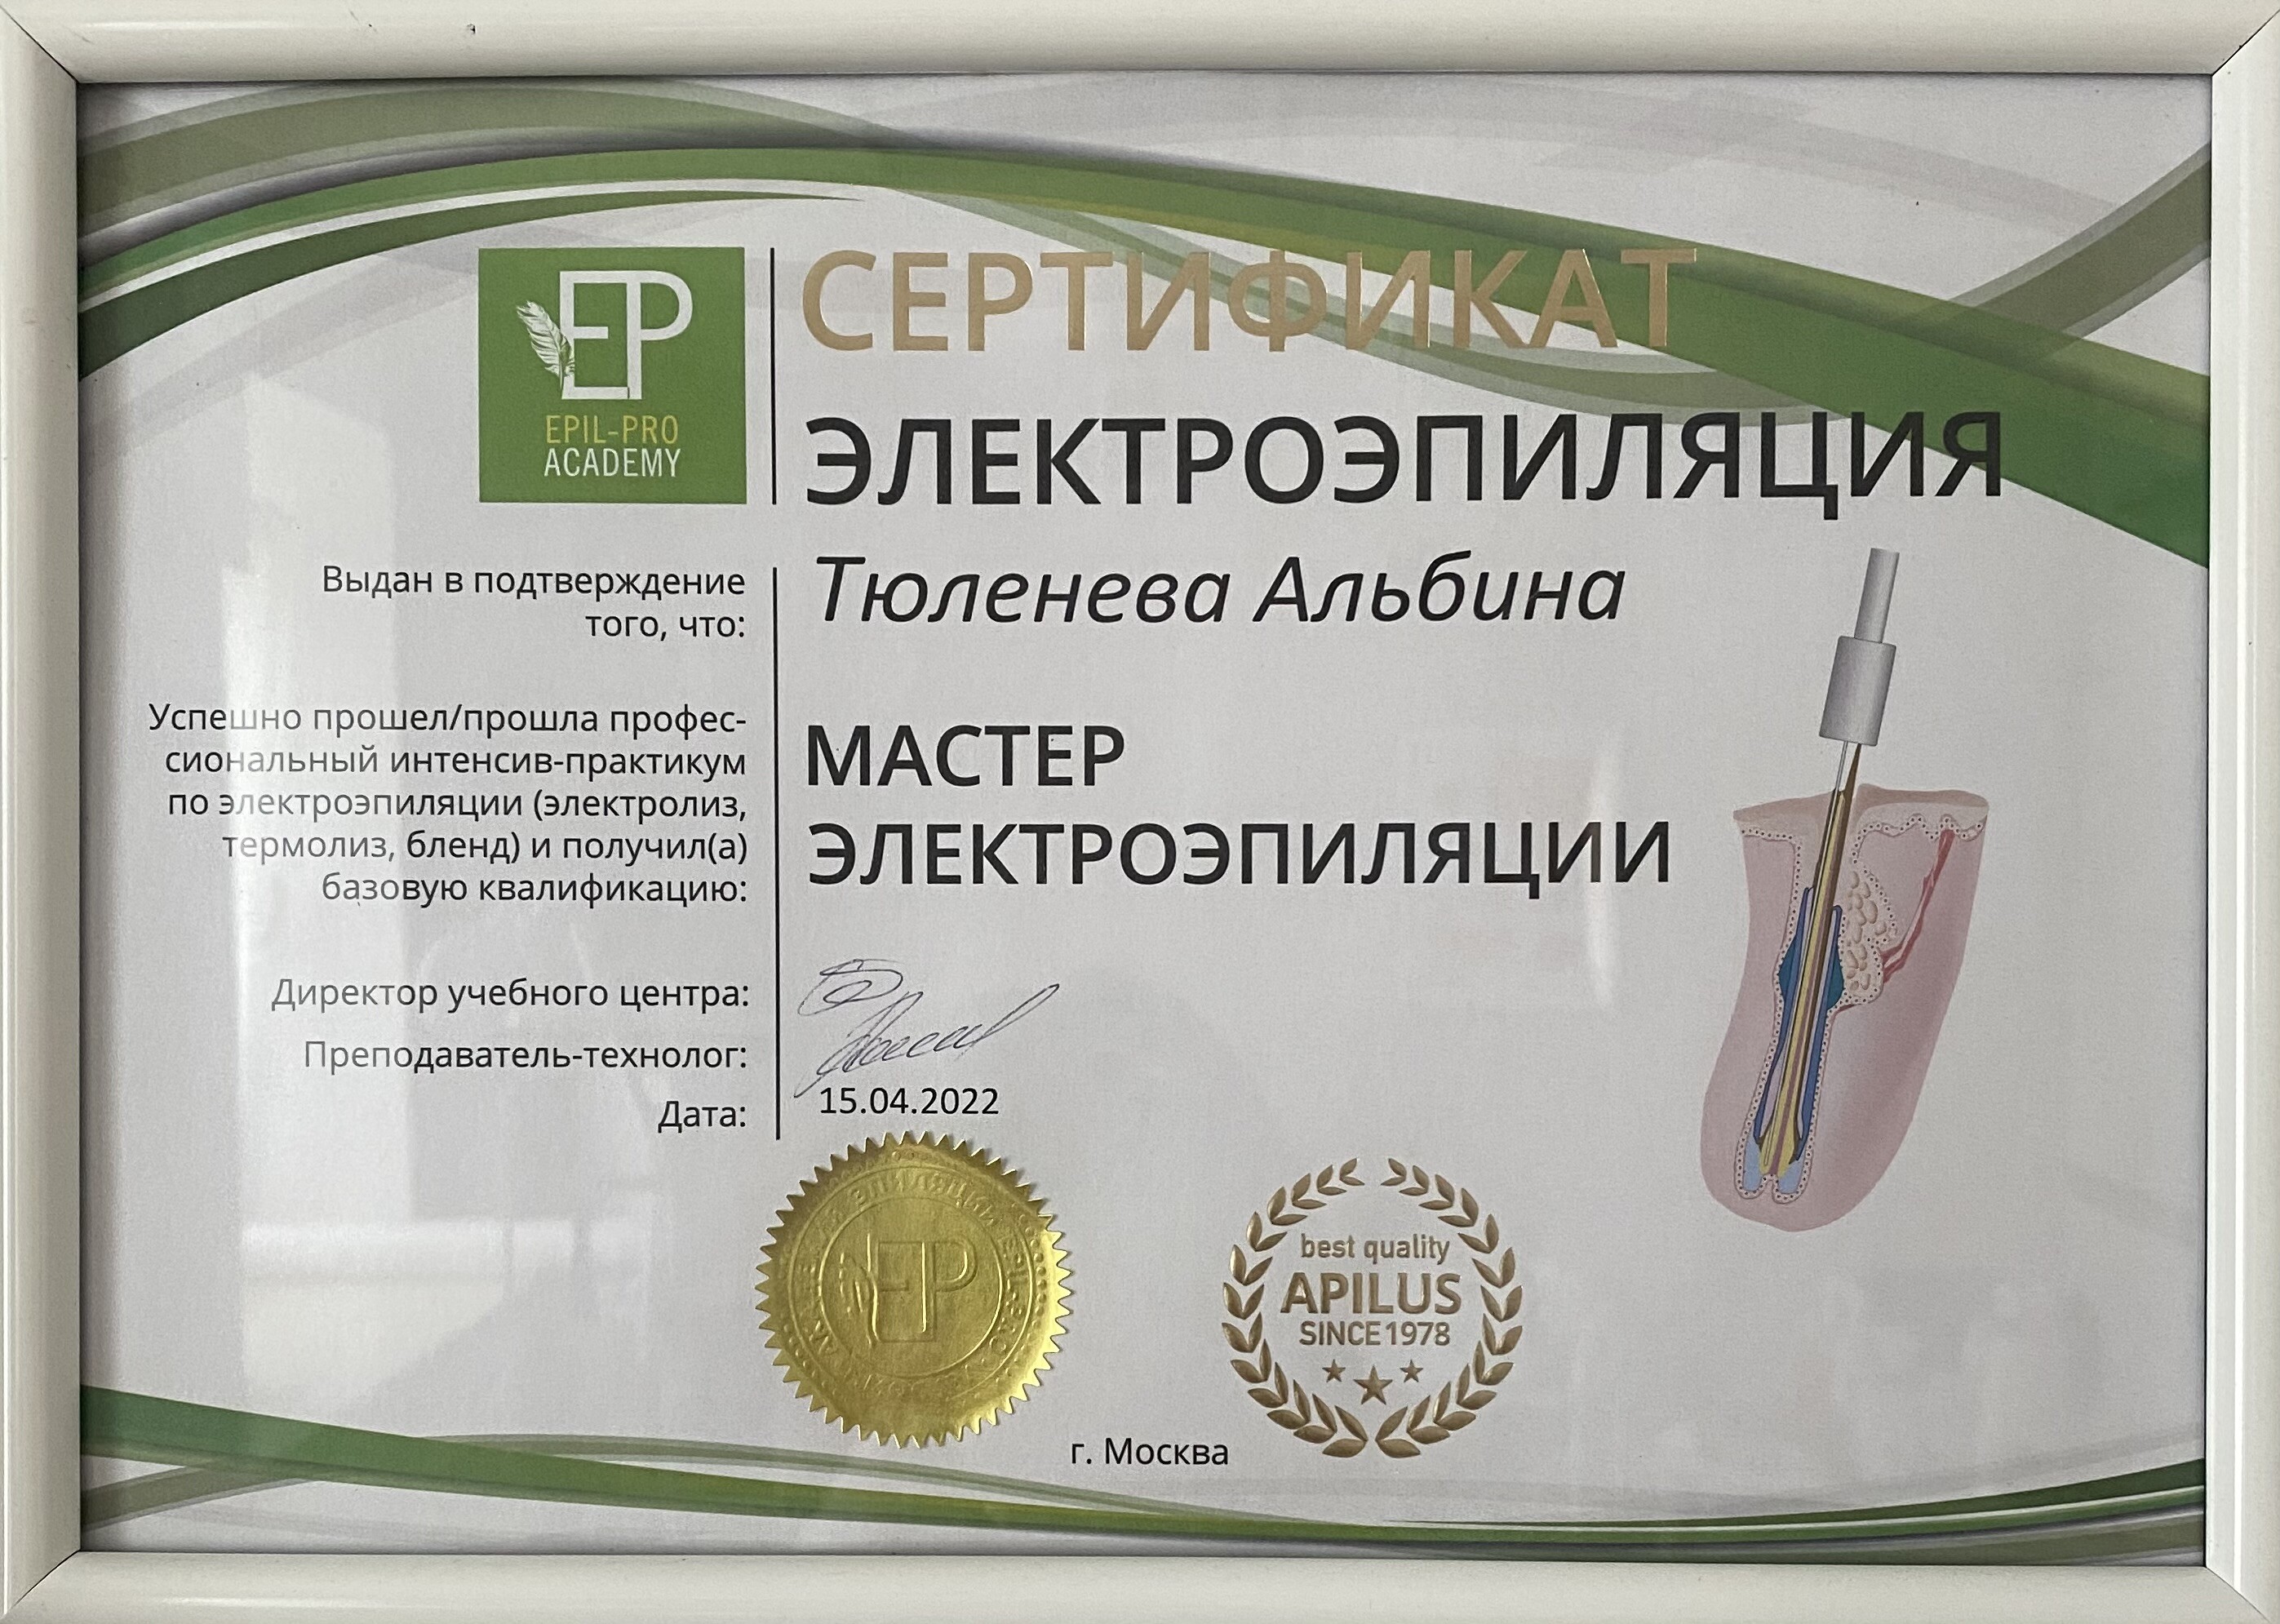 СЕРТИФИКАТ
ЭЛЕКТРОЭПИЛЯЦИЯ
EP
EPIL-PRO
ACADEMY
Выдан в подтверждение
того, что:
Тюленева Альбина
Успешно прошел/прошла профес-
сиональный интенсив-практикум
по электроэпиляции (электролиз,
термолиз, бленд) и получил(а)
базовую квалификацию:
МАСТЕР
ЭЛЕКТРОЭПИЛЯЦИИ
Директор учебного центра:
Преподаватель-технолог:
Дата:
15.04.2022
EP
best quality
APILUS
SINCE 1978
г. Москва